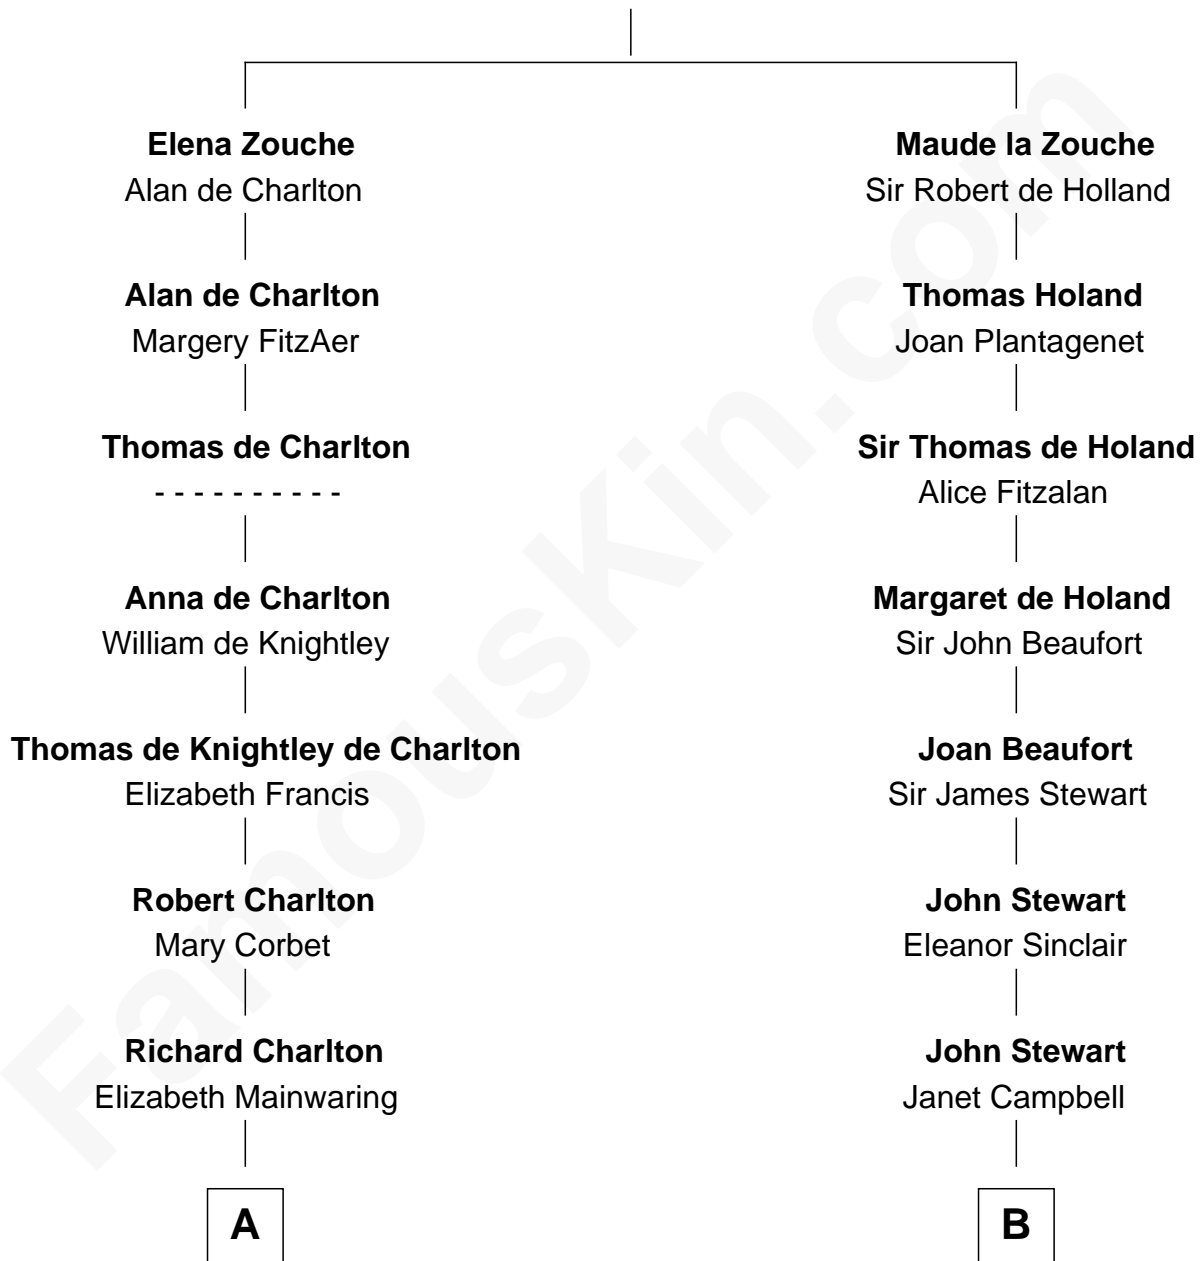 Elena Zouche
Alan de Charlton
Alan de Charlton
Margery FitzAer
Thomas de Charlton
- - - - - - - - - -
Anna de Charlton
William de Knightley
Thomas de Knightley de Charlton
Elizabeth Francis
Robert Charlton
Mary Corbet
Richard Charlton
Elizabeth Mainwaring
A
Maude la Zouche
Sir Robert de Holland
Thomas Holand
Joan Plantagenet
Sir Thomas de Holand
Alice Fitzalan
Margaret de Holand
Sir John Beaufort
Joan Beaufort
Sir James Stewart
John Stewart
Eleanor Sinclair
John Stewart
Janet Campbell
B
FamousKin.com